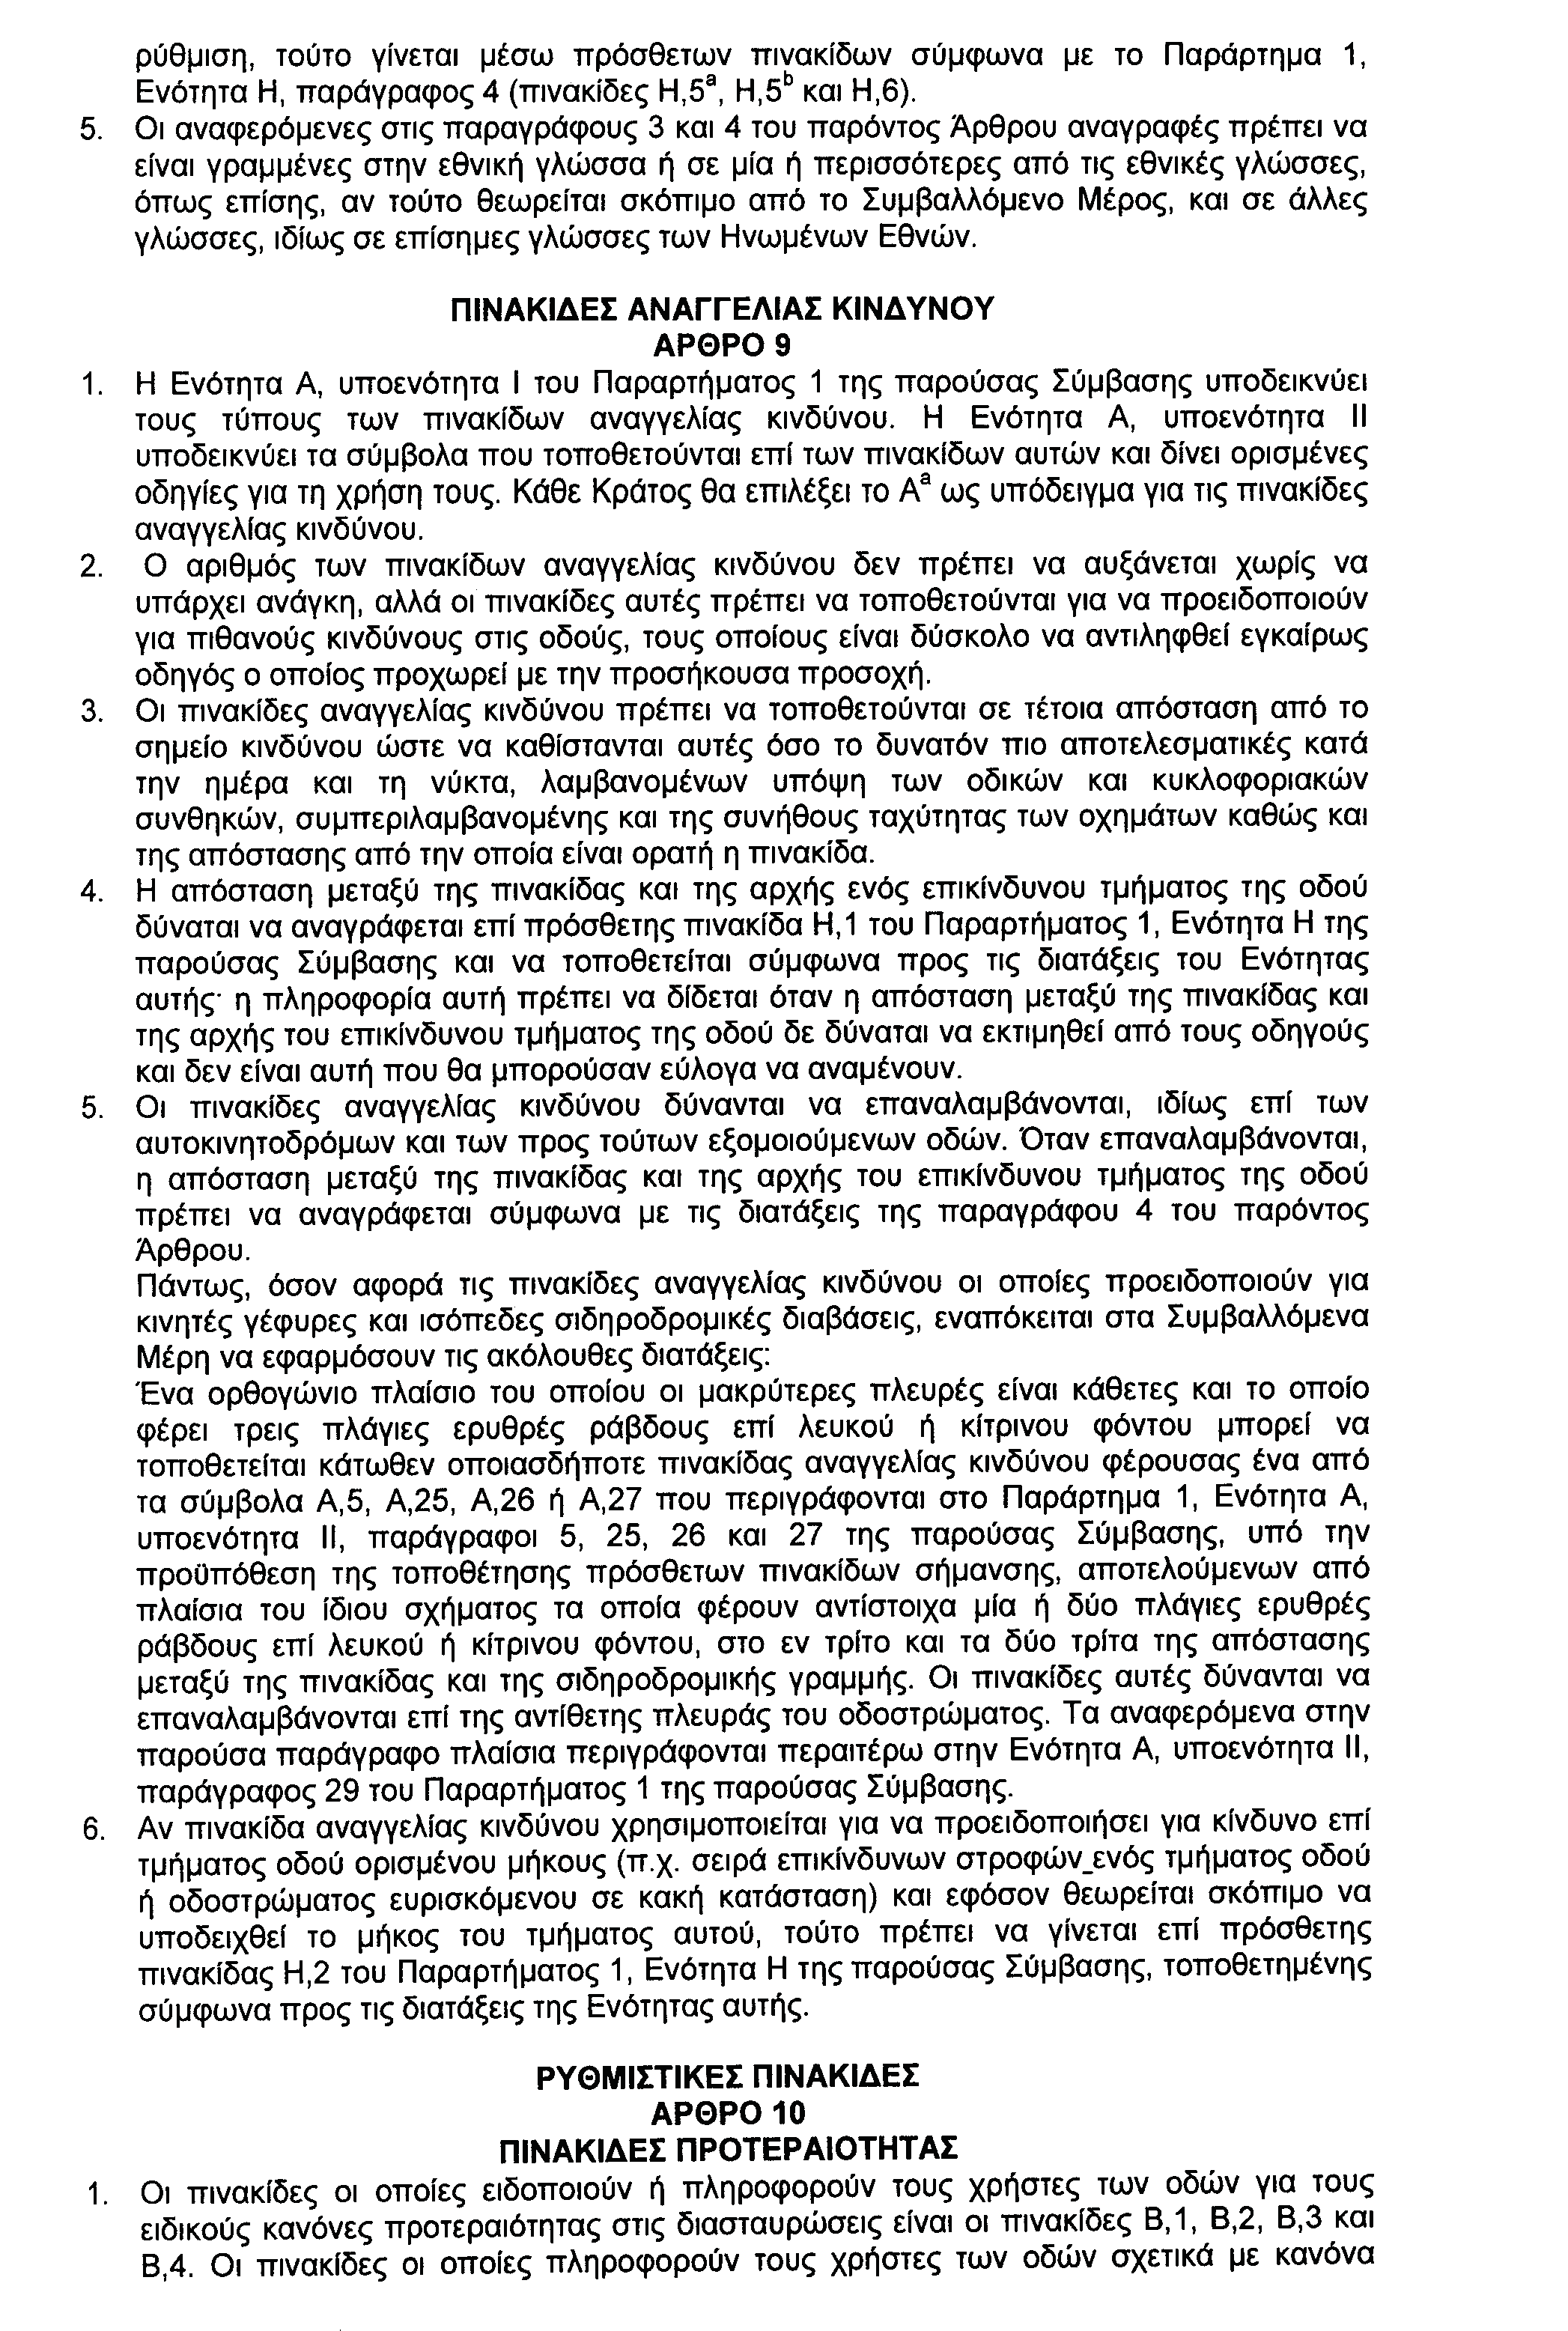 ρύθμιση, τούτο γίνεται μέσω πρόσθετων πινακίδων σύμφωνα με το Παράρτημα 1,
Ενότητα Η, παράγραφος 4 (πινακίδες Η,5ª, Η,5ᵇ και Η,6).
5. Οι αναφερόμενες στις παραγράφους 3 και 4 του παρόντος Άρθρου αναγραφές πρέπει να
είναι γραμμένες στην εθνική γλώσσα ή σε μία ή περισσότερες από τις εθνικές γλώσσες,
όπως επίσης, αν τούτο θεωρείται σκόπιμο από το Συμβαλλόμενο Μέρος, και σε άλλες
γλώσσες, ιδίως σε επίσημες γλώσσες των Ηνωμένων Εθνών.
ΠΙΝΑΚΙΔΕΣ ΑΝΑΓΓΕΛΙΑΣ ΚΙΝΔΥΝΟΥ
ΑΡΘΡΟ 9
1. Η Ενότητα Α, υποενότητα Ι του Παραρτήματος 1 της παρούσας Σύμβασης υποδεικνύει
τους τύπους των πινακίδων αναγγελίας κινδύνου. Η Ενότητα Α, υποενότητα ΙΙ
υποδεικνύει τα σύμβολα που τοποθετούνται επί των πινακίδων αυτών και δίνει ορισμένες
οδηγίες για τη χρήση τους. Κάθε Κράτος θα επιλέξει το Αª ως υπόδειγμα για τις πινακίδες
αναγγελίας κινδύνου.
2. Ο αριθμός των πινακίδων αναγγελίας κινδύνου δεν πρέπει να αυξάνεται χωρίς να
υπάρχει ανάγκη, αλλά οι πινακίδες αυτές πρέπει να τοποθετούνται για να προειδοποιούν
για πιθανούς κινδύνους στις οδούς, τους οποίους είναι δύσκολο να αντιληφθεί εγκαίρως
οδηγός ο οποίος προχωρεί με την προσήκουσα προσοχή.
3. Οι πινακίδες αναγγελίας κινδύνου πρέπει να τοποθετούνται σε τέτοια απόσταση από το
σημείο κινδύνου ώστε να καθίστανται αυτές όσο το δυνατόν πιο αποτελεσματικές κατά
την ημέρα και τη νύκτα, λαμβανομένων υπόψη των οδικών και κυκλοφοριακών
συνθηκών, συμπεριλαμβανομένης και της συνήθους ταχύτητας των οχημάτων καθώς και
της απόστασης από την οποία είναι ορατή η πινακίδα.
4. Η απόσταση μεταξύ της πινακίδας και της αρχής ενός επικίνδυνου τμήματος της οδού
δύναται να αναγράφεται επί πρόσθετης πινακίδα Η,1 του Παραρτήματος 1, Ενότητα Η της
παρούσας Σύμβασης και να τοποθετείται σύμφωνα προς τις διατάξεις του Ενότητας
αυτής· η πληροφορία αυτή πρέπει να δίδεται όταν η απόσταση μεταξύ της πινακίδας και
της αρχής του επικίνδυνου τμήματος της οδού δε δύναται να εκτιμηθεί από τους οδηγούς
και δεν είναι αυτή που θα μπορούσαν εύλογα να αναμένουν.
5. Οι πινακίδες αναγγελίας κινδύνου δύνανται να επαναλαμβάνονται, ιδίως επί των
αυτοκινητοδρόμων και των προς τούτων εξομοιούμενων οδών. Όταν επαναλαμβάνονται,
η απόσταση μεταξύ της πινακίδας και της αρχής του επικίνδυνου τμήματος της οδού
πρέπει να αναγράφεται σύμφωνα με τις διατάξεις της παραγράφου 4 του παρόντος
Άρθρου.
Πάντως, όσον αφορά τις πινακίδες αναγγελίας κινδύνου οι οποίες προειδοποιούν για
κινητές γέφυρες και ισόπεδες σιδηροδρομικές διαβάσεις, εναπόκειται στα Συμβαλλόμενα
Μέρη να εφαρμόσουν τις ακόλουθες διατάξεις:
Ένα ορθογώνιο πλαίσιο του οποίου οι μακρύτερες πλευρές είναι κάθετες και το οποίο
φέρει τρεις πλάγιες ερυθρές ράβδους επί λευκού ή κίτρινου φόντου μπορεί να
τοποθετείται κάτωθεν οποιασδήποτε πινακίδας αναγγελίας κινδύνου φέρουσας ένα από
τα σύμβολα Α,5, Α,25, Α,26 ή Α,27 που περιγράφονται στο Παράρτημα 1, Ενότητα Α,
υποενότητα ΙΙ, παράγραφοι 5, 25, 26 και 27 της παρούσας Σύμβασης, υπό την
προϋπόθεση της τοποθέτησης πρόσθετων πινακίδων σήμανσης, αποτελούμενων από
πλαίσια του ίδιου σχήματος τα οποία φέρουν αντίστοιχα μία ή δύο πλάγιες ερυθρές
ράβδους επί λευκού ή κίτρινου φόντου, στο εν τρίτο και τα δύο τρίτα της απόστασης
μεταξύ της πινακίδας και της σιδηροδρομικής γραμμής. Οι πινακίδες αυτές δύνανται να
επαναλαμβάνονται επί της αντίθετης πλευράς του οδοστρώματος. Τα αναφερόμενα στην
παρούσα παράγραφο πλαίσια περιγράφονται περαιτέρω στην Ενότητα Α, υποενότητα ΙΙ,
παράγραφος 29 του Παραρτήματος 1 της παρούσας Σύμβασης.
6. Αν πινακίδα αναγγελίας κινδύνου χρησιμοποιείται για να προειδοποιήσει για κίνδυνο επί
τμήματος οδού ορισμένου μήκους (π.χ. σειρά επικίνδυνων στροφών_ενός τμήματος οδού
ή οδοστρώματος ευρισκόμενου σε κακή κατάσταση) και εφόσον θεωρείται σκόπιμο να
υποδειχθεί το μήκος του τμήματος αυτού, τούτο πρέπει να γίνεται επί πρόσθετης
πινακίδας Η,2 του Παραρτήματος 1, Ενότητα Η της παρούσας Σύμβασης, τοποθετημένης
σύμφωνα προς τις διατάξεις της Ενότητας αυτής.
ΡΥΘΜΙΣΤΙΚΕΣ ΠΙΝΑΚΙΔΕΣ
ΑΡΘΡΟ 10
ΠΙΝΑΚΙΔΕΣ ΠΡΟΤΕΡΑΙΟΤΗΤΑΣ
1. Οι πινακίδες οι οποίες ειδοποιούν ή πληροφορούν τους χρήστες των οδών για τους
ειδικούς κανόνες προτεραιότητας στις διασταυρώσεις είναι οι πινακίδες Β,1, Β,2, Β,3 και
Β,4. Οι πινακίδες οι οποίες πληροφορούν τους χρήστες των οδών σχετικά με κανόνα